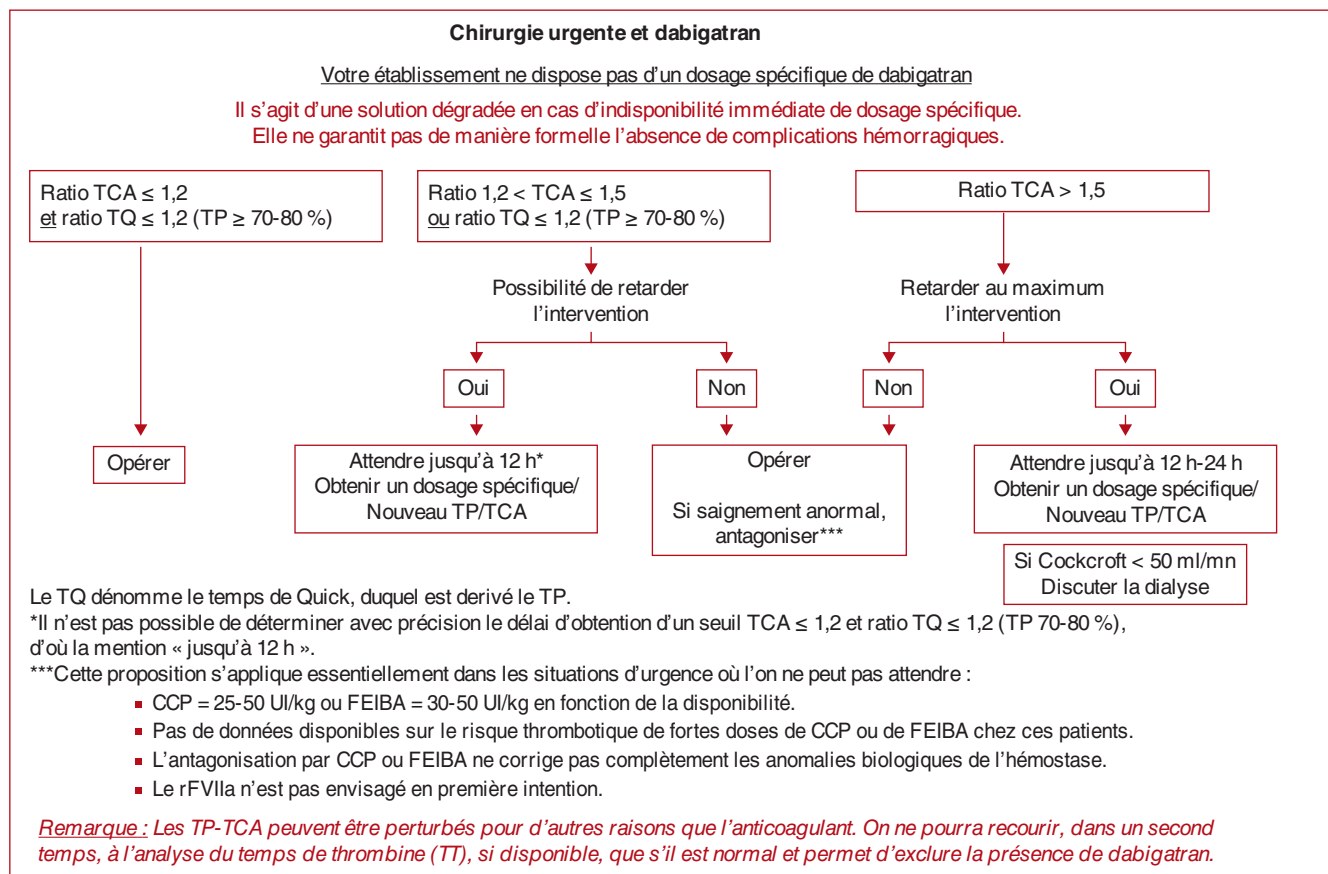 Chirurgie urgente et dabigatran
Votre établissement ne dispose pas d'un dosage spécifique de dabigatran
Il s'agit d'une solution dégradée en cas d'indisponibilité immédiate de dosage spécifique.
Elle ne garantit pas de manière formelle l'absence de complications hémorragiques.
Ratio TCA ≤ 1,2
et ratio TQ ≤ 1,2 (TP ≥ 70-80 %)
Ratio 1,2 < TCA ≤ 1,5
ou ratio TQ ≤ 1,2 (TP ≥ 70-80 %)
Ratio TCA > 1,5
Possibilité de retarder
l'intervention
Retarder au maximum
l'intervention
Oui
Non
Non
Oui
Opérer
Attendre jusqu'à 12 h*
Obtenir un dosage spécifique/
Nouveau TP/TCA
Opérer
Si saignement anormal,
antagoniser***
Attendre jusqu'à 12 h-24 h
Obtenir un dosage spécifique/
Nouveau TP/TCA
Si Cockcroft < 50 ml/mn
Discuter la dialyse
Le TQ dénomme le temps de Quick, duquel est derivé le TP.
*Il n'est pas possible de déterminer avec précision le délai d'obtention d'un seuil TCA ≤ 1,2 et ratio TQ ≤ 1,2 (TP 70-80 %),
d'où la mention « jusqu'à 12 h ».
***Cette proposition s'applique essentiellement dans les situations d'urgence où l'on ne peut pas attendre :
▪ CCP = 25-50 UI/kg ou FEIBA = 30-50 UI/kg en fonction de la disponibilité.
▪ Pas de données disponibles sur le risque thrombotique de fortes doses de CCP ou de FEIBA chez ces patients.
▪ L'antagonisation par CCP ou FEIBA ne corrige pas complètement les anomalies biologiques de l'hémostase.
▪ Le rFVIIa n'est pas envisagé en première intention.
Remarque : Les TP-TCA peuvent être perturbés pour d'autres raisons que l'anticoagulant. On ne pourra recourir, dans un second
temps, à l'analyse du temps de thrombine (TT), si disponible, que s'il est normal et permet d'exclure la présence de dabigatran.